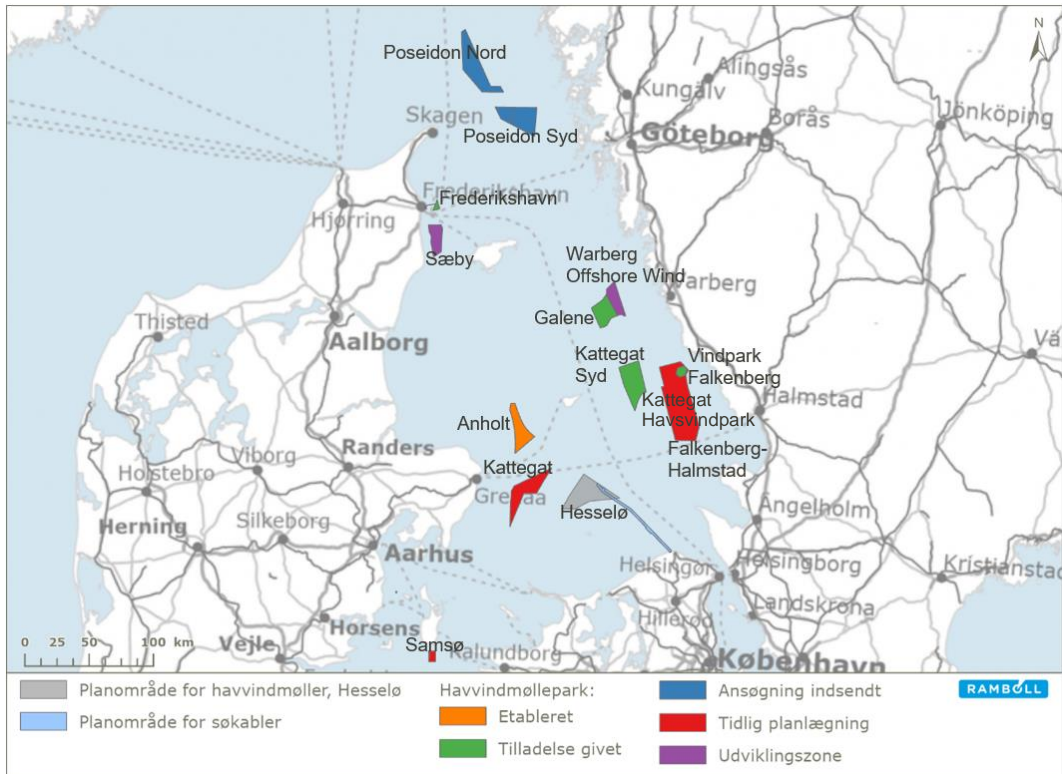 N
Poseidon Nord
Alingsås
Kungälv
Jönköping
Skagen
Poseidon Syd
Göteborg
Borås
Frederikshavn
Frederikshavn
Hjørring
Sæby
Warberg
Offshore Wind
Varberg
Galene
Thisted
Aalborg
Vä
Kattegat
Syd
Vindpark
Falkenberg
Kattegat
Havsvindpark
Halmstad
Anholt
Falkenberg-
Halmstad
Randers
Viborg
Holstebro
Kattegat
Grenaa
Hesselø
Ängelholm
Herning
Silkeborg
Aarhus
Helsingør
Helsingborg
Kristianstad
Landskrona
Hillerød
Horsens
Vejle
Samsø
Kalundborg
København
0 25 50 100 km
Planområde for havvindmøller, Hesselø
Planområde for søkabler
Havvindmøllepark:
Etableret
Tilladelse givet
Ansøgning indsendt
Tidlig planlægning
Udviklingszone
RAMBOLL